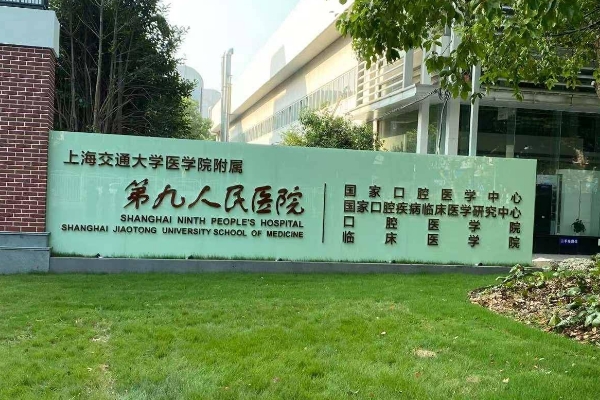 上海交通大学医学院附属
第九人民医院
SHANGHAI NINTH PEOPLE'S HOSPITAL
SHANGHAI JIAOTONG UNIVERSITY SCHOOL OF MEDICINE
国家口腔医学中心
国家口腔疾病临床医学研究中心
口腔医学院
临床医学院